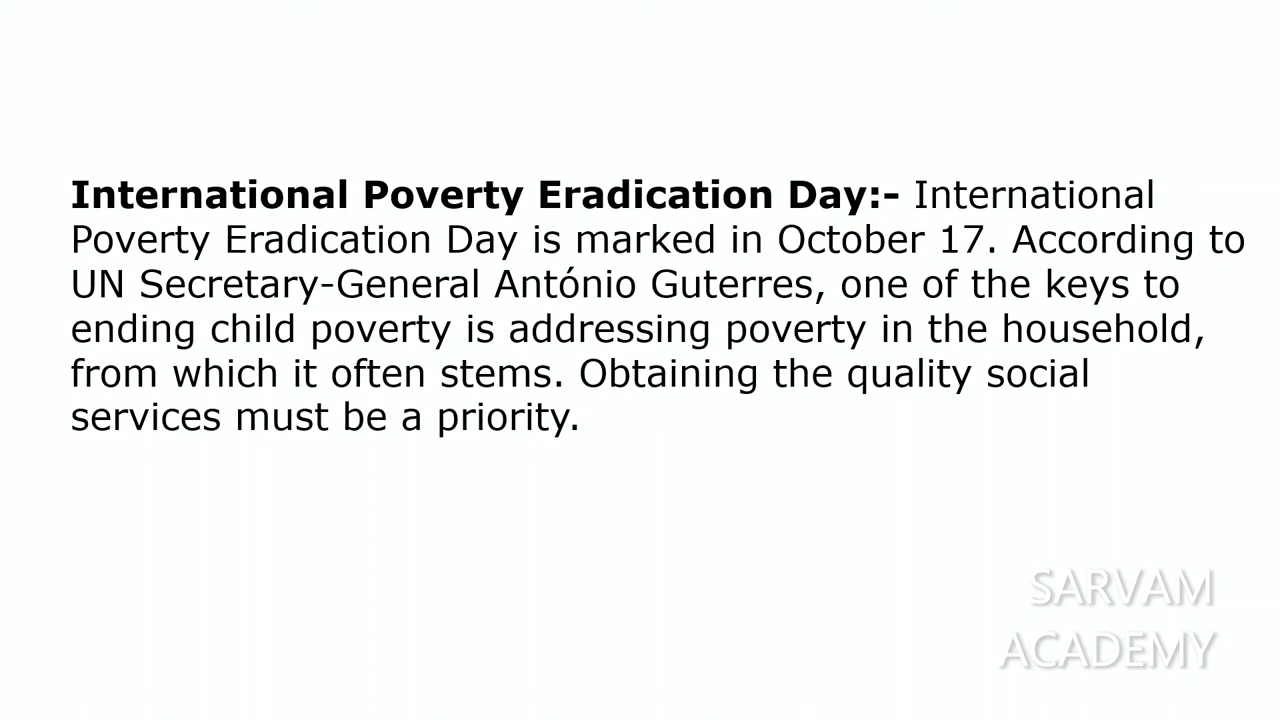 International Poverty Eradication Day:- International
Poverty Eradication Day is marked in October 17. According to
UN Secretary-General António Guterres, one of the keys to
ending child poverty is addressing poverty in the household,
from which it often stems. Obtaining the quality social
services must be a priority.
SARVAM
ACADEMY